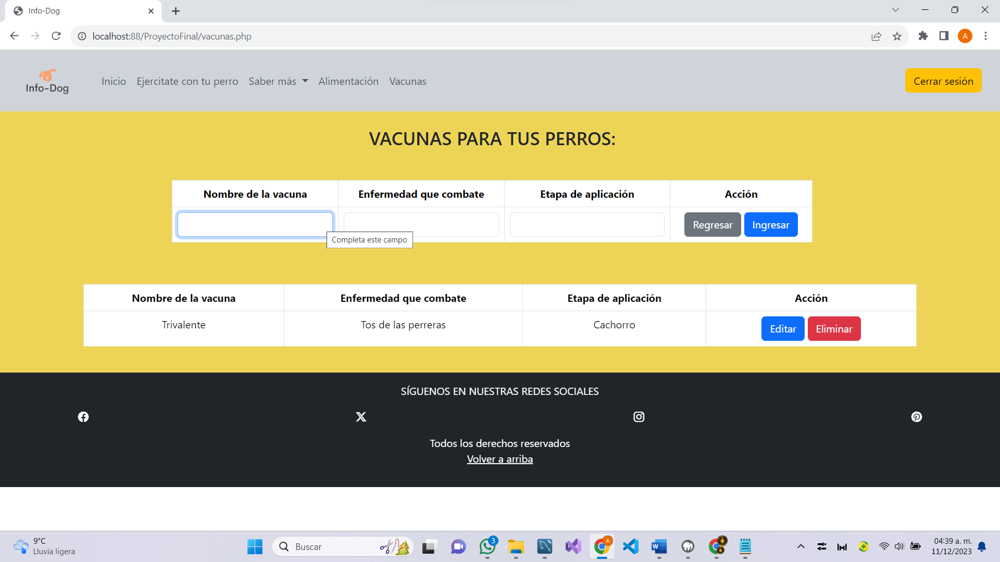 Info-Dog
localhost:88/ProyectoFinal/vacunas.php
A
Info-Dog
Inicio
Ejercitate con tu perro
Saber más
Alimentación
Vacunas
Cerrar sesión
VACUNAS PARA TUS PERROS:
Nombre de la vacuna
Enfermedad que combate
Etapa de aplicación
Acción
Regresar
Ingresar
Completa este campo
Nombre de la vacuna
Enfermedad que combate
Etapa de aplicación
Acción
Trivalente
Tos de las perreras
Cachorro
Editar
Eliminar
SÍGUENOS EN NUESTRAS REDES SOCIALES
Todos los derechos reservados
Volver a arriba
9°C
Lluvia ligera
Buscar
3
A
04:39 a. m.
11/12/2023